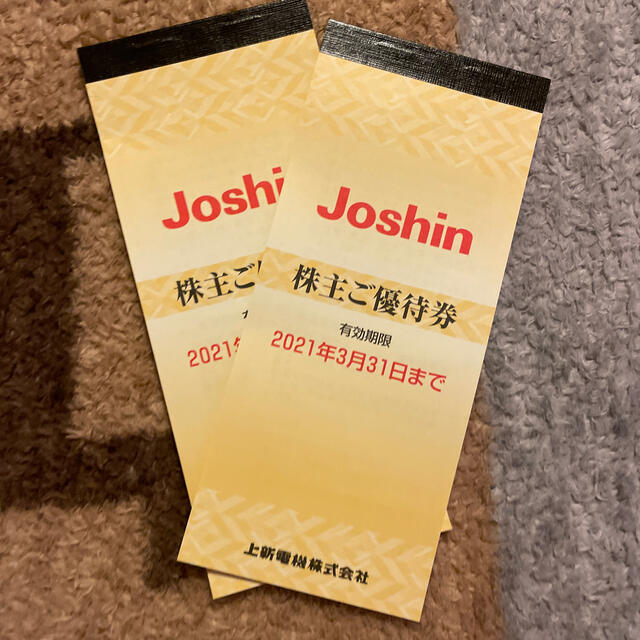 Joshin
株主ご優待券
有効期限
2021年3月31日まで
上新電機株式会社
Joshi
株主ご
2021年